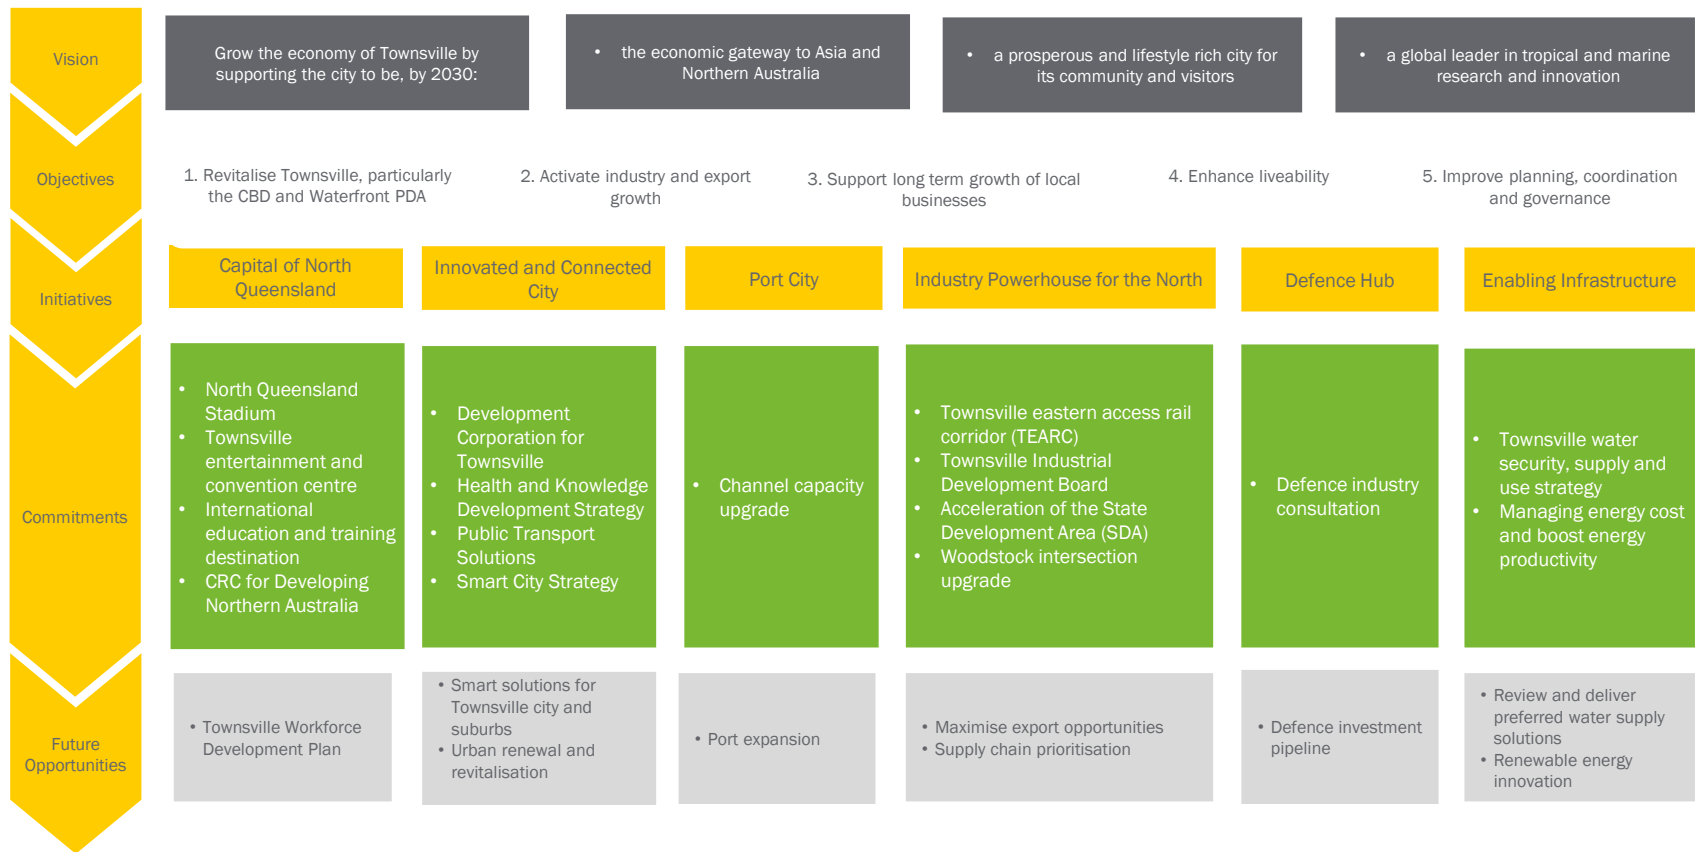 Vision
Grow the economy of Townsville by
supporting the city to be, by 2030:
• the economic gateway to Asia and
Northern Australia
• a prosperous and lifestyle rich city for
its community and visitors
• a global leader in tropical and marine
research and innovation
Objectives
1. Revitalise Townsville, particularly
the CBD and Waterfront PDA
2. Activate industry and export
growth
3. Support long term growth of local
businesses
4. Enhance liveability
5. Improve planning, coordination
and governance
Initiatives
Capital of North
Queensland
Innovated and Connected
City
Port City
Industry Powerhouse for the North
Defence Hub
Enabling Infrastructure
Commitments
• North Queensland
Stadium
• Townsville
entertainment and
convention centre
• International
education and training
destination
• CRC for Developing
Northern Australia
• Development
Corporation for
Townsville
• Health and Knowledge
Development Strategy
• Public Transport
Solutions
• Smart City Strategy
• Channel capacity
upgrade
• Townsville eastern access rail
corridor (TEARC)
• Townsville Industrial
Development Board
• Acceleration of the State
Development Area (SDA)
• Woodstock intersection
upgrade
• Defence industry
consultation
• Townsville water
security, supply and
use strategy
• Managing energy cost
and boost energy
productivity
Future
Opportunities
• Townsville Workforce
Development Plan
• Smart solutions for
Townsville city and
suburbs
• Urban renewal and
revitalisation
• Port expansion
• Maximise export opportunities
• Supply chain prioritisation
• Defence investment
pipeline
• Review and deliver
preferred water supply
solutions
• Renewable energy
innovation